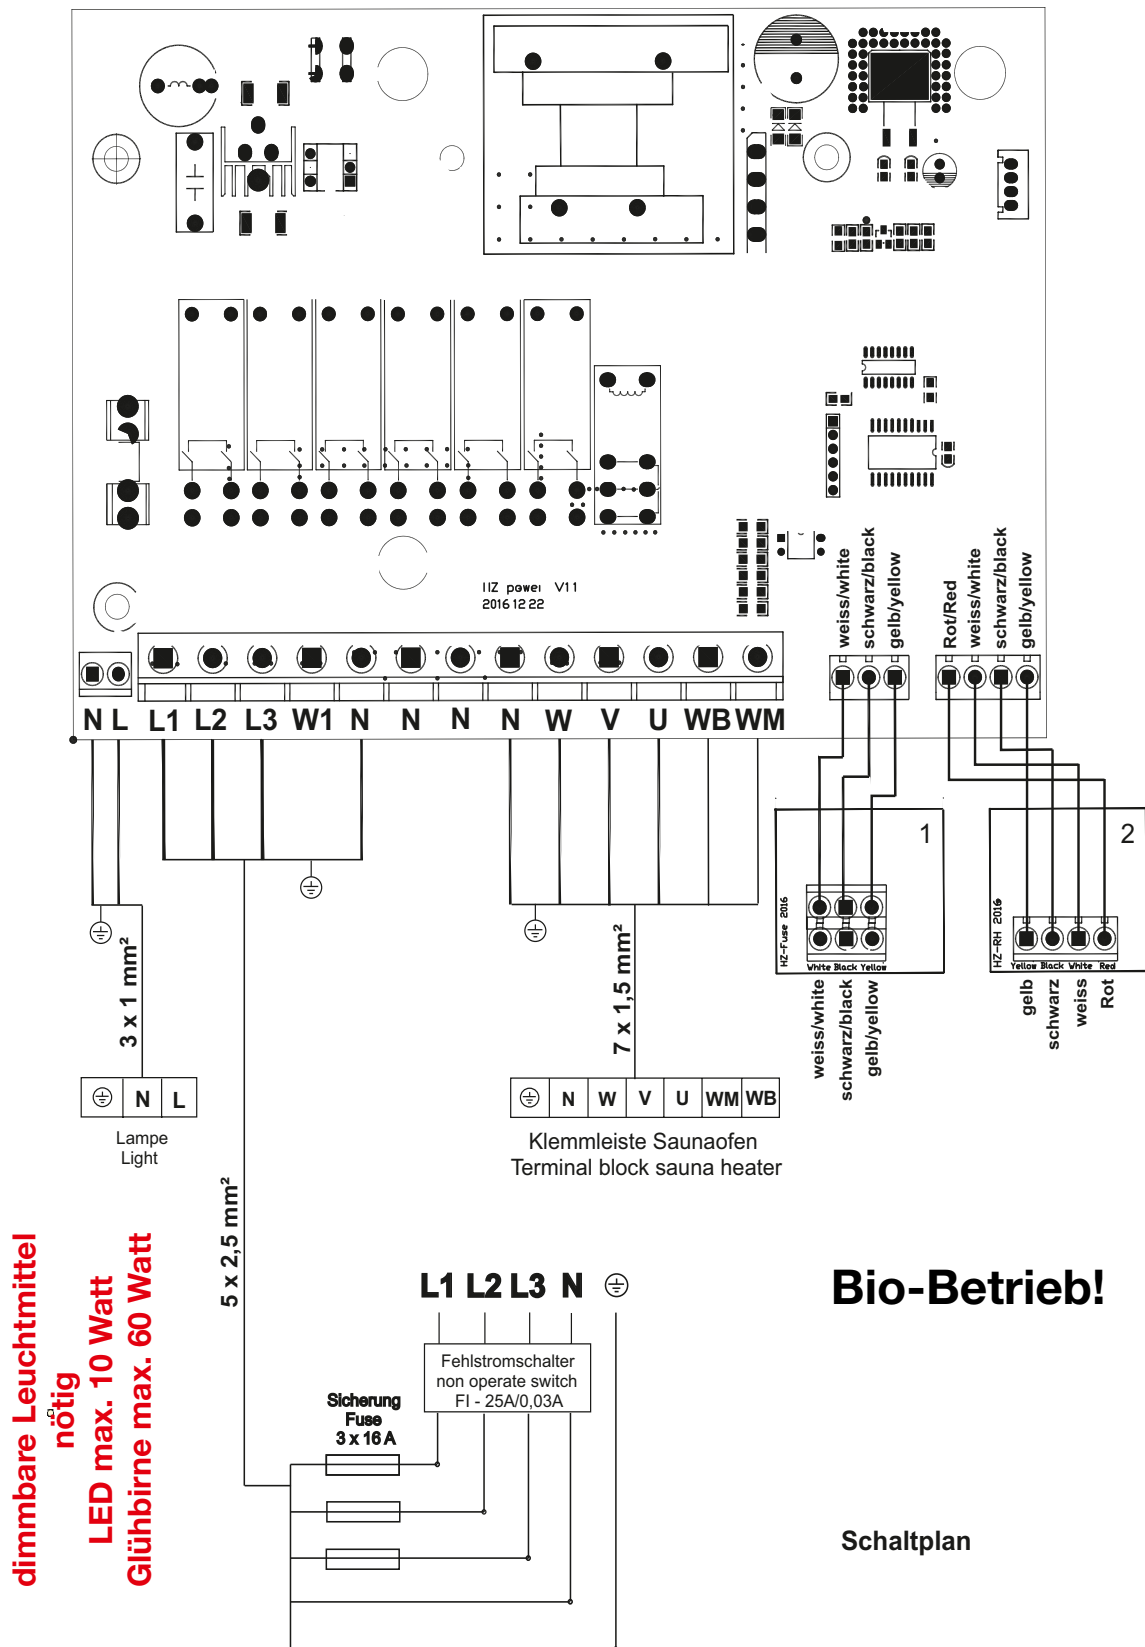 IIZ power V11
2016 12 22
weiss/white
schwarz/black
gelb/yellow
Rot/Red
weiss/white
schwarz/black
gelb/yellow
N L L1 L2 L3 W1 N N N N W V U WB WM
1
2
HZ-Fuse 2016
White Black Yellow
HZ-RH 2016
Yellow Black White Red
weiss/white
schwarz/black
gelb/yellow
gelb
schwarz
weiss
Rot
3 x 1 mm²
7 x 1,5 mm²
N L
Lampe
Light
N W V U WM WB
Klemmleiste Saunaofen
Terminal block sauna heater
5 x 2,5 mm²
dimmbare Leuchtmittel
nötig
LED max. 10 Watt
Glühbirne max. 60 Watt
L1 L2 L3 N
Fehlstromschalter
non operate switch
FI - 25A/0,03A
Sicherung
Fuse
3 x 16 A
Bio-Betrieb!
Schaltplan